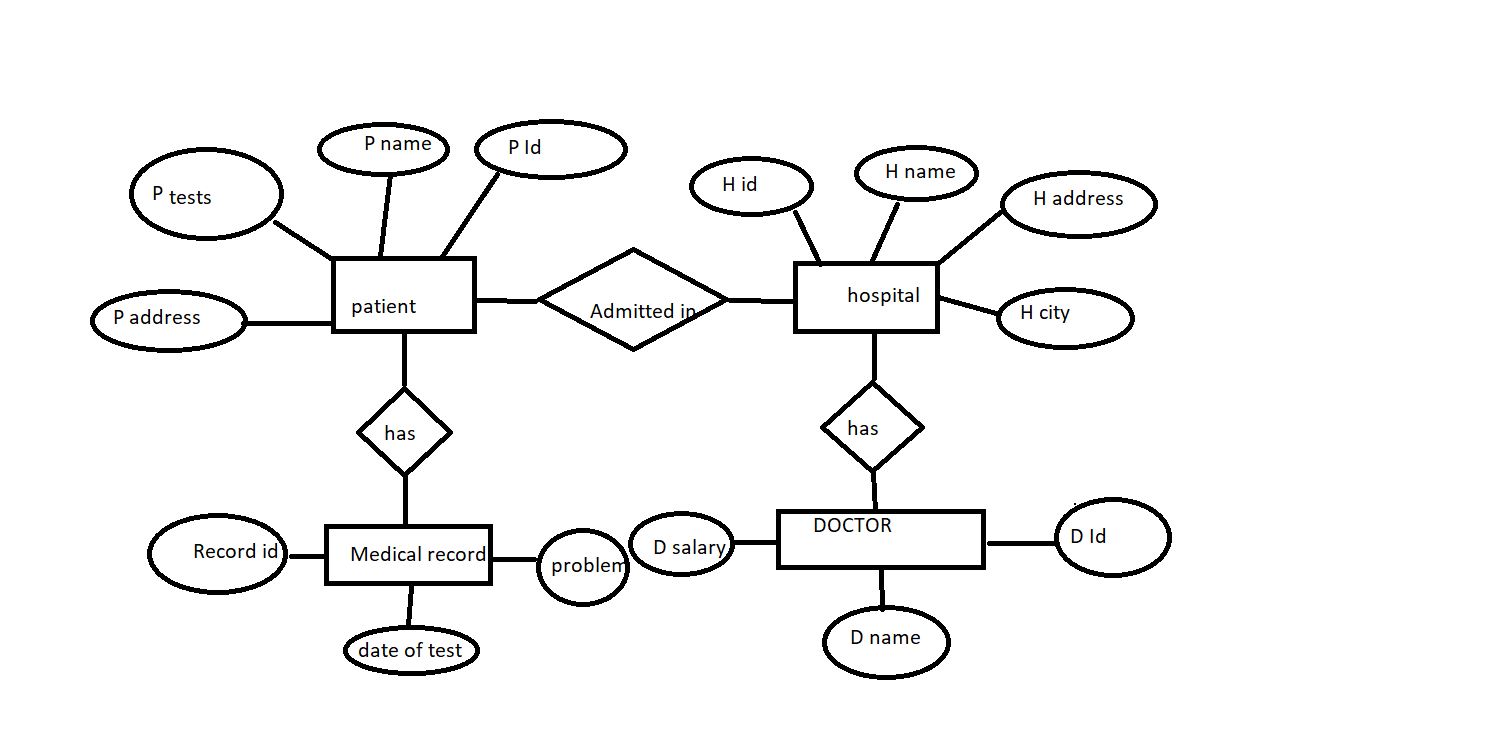 P name
P Id
P tests
H id
H name
H address
patient
Admitted in
hospital
P address
H city
has
has
Record id
Medical record
problem
D salary
DOCTOR
D Id
date of test
D name